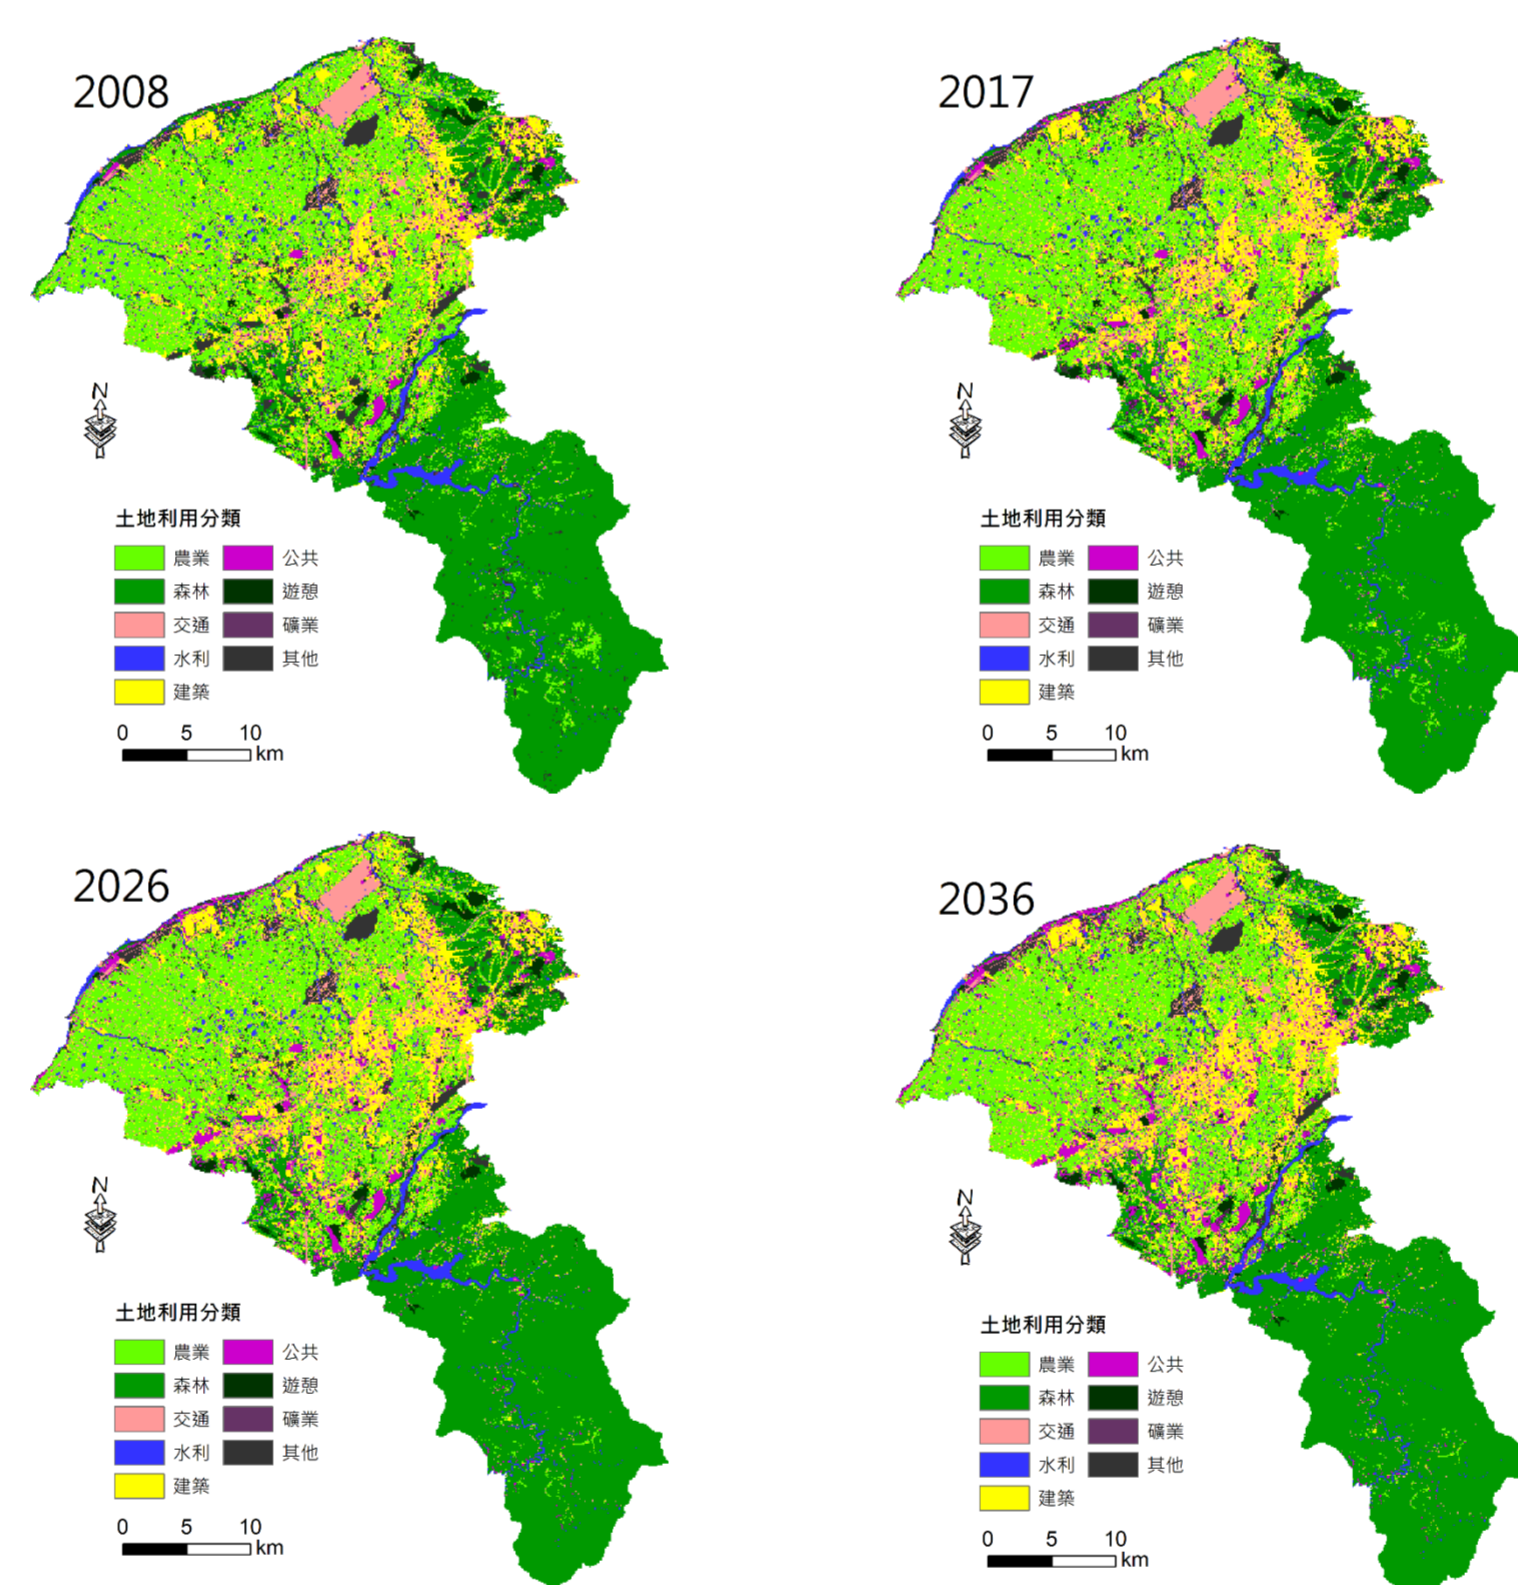 2008
N
土地利用分類
農業 公共
森林 遊憩
交通 礦業
水利 其他
建築
0 5 10
km
2017
N
土地利用分類
農業 公共
森林 遊憩
交通 礦業
水利 其他
建築
0 5 10
km
2026
N
土地利用分類
農業 公共
森林 遊憩
交通 礦業
水利 其他
建築
0 5 10
km
2036
N
土地利用分類
農業 公共
森林 遊憩
交通 礦業
水利 其他
建築
0 5 10
km